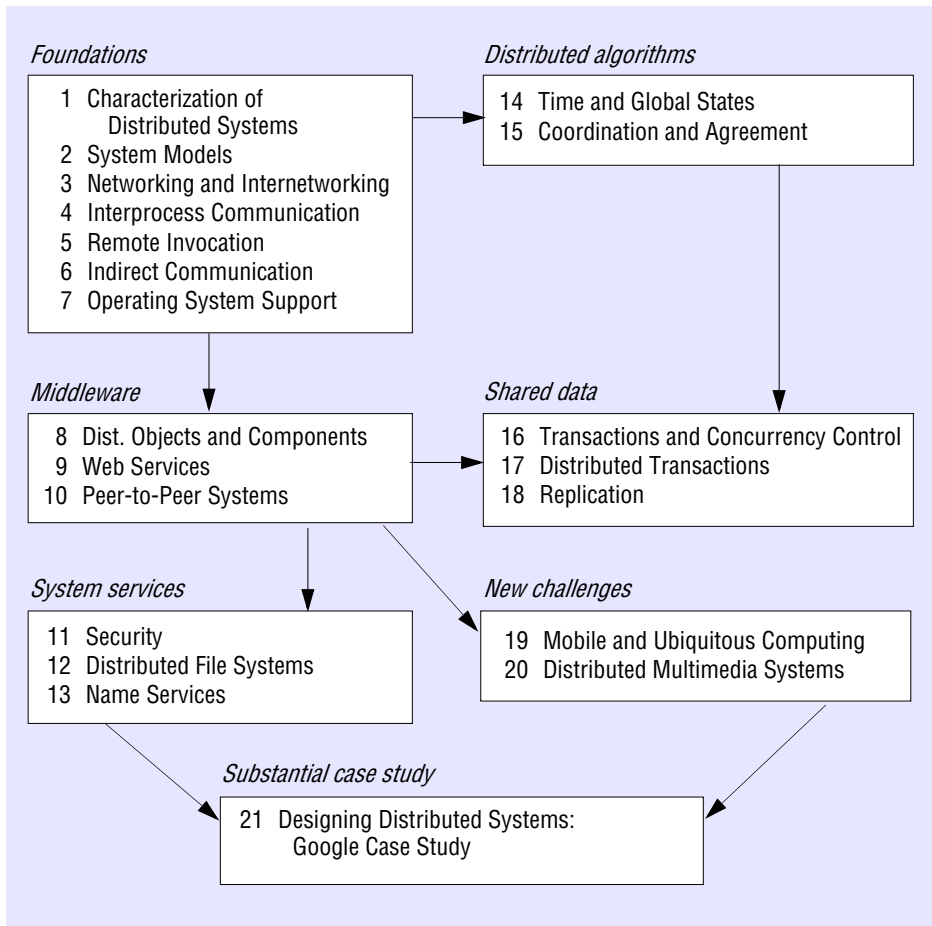 Foundations
1 Characterization of
Distributed Systems
2 System Models
3 Networking and Internetworking
4 Interprocess Communication
5 Remote Invocation
6 Indirect Communication
7 Operating System Support
Distributed algorithms
14 Time and Global States
15 Coordination and Agreement
Middleware
8 Dist. Objects and Components
9 Web Services
10 Peer-to-Peer Systems
Shared data
16 Transactions and Concurrency Control
17 Distributed Transactions
18 Replication
System services
11 Security
12 Distributed File Systems
13 Name Services
New challenges
19 Mobile and Ubiquitous Computing
20 Distributed Multimedia Systems
Substantial case study
21 Designing Distributed Systems:
Google Case Study